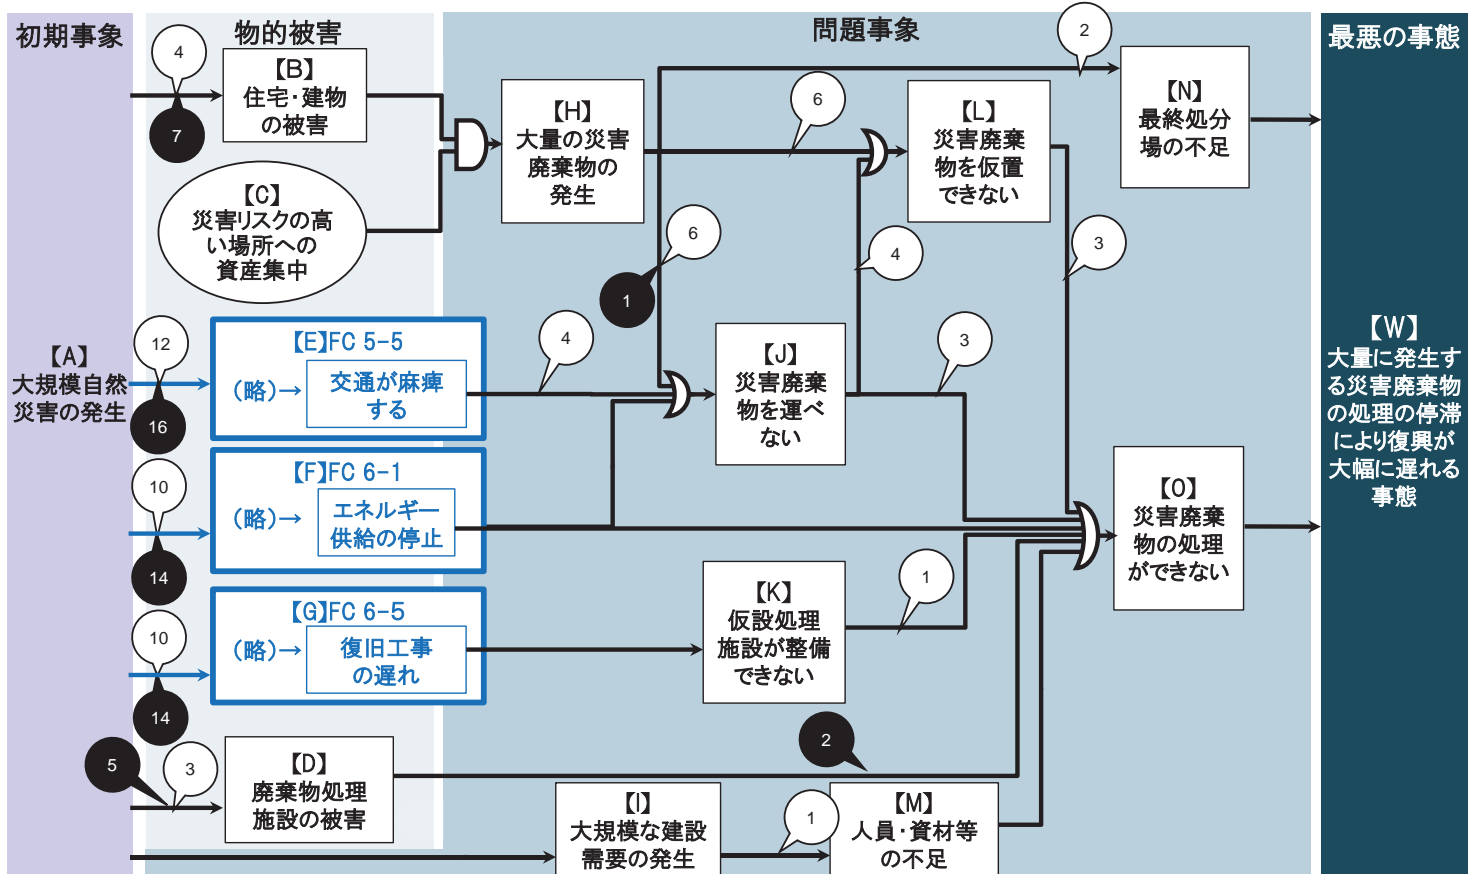 初期事象
物的被害
問題事象
最悪の事態
【A】
大規模自然
災害の発生
4
7
【B】
住宅・建物
の被害
【C】
災害リスクの高
い場所への
資産集中
12
16
【E】FC 5-5
(略)→
交通が麻痺
する
10
14
【F】FC 6-1
(略)→
エネルギー
供給の停止
10
14
【G】FC 6-5
(略)→
復旧工事
の遅れ
5
3
【D】
廃棄物処理
施設の被害
【H】
大量の災害
廃棄物の
発生
6
2
6
1
4
【J】
災害廃棄
物を運べ
ない
4
3
【L】
災害廃棄
物を仮置
できない
3
【N】
最終処分
場の不足
【K】
仮設処理
施設が整備
できない
1
2
【I】
大規模な建設
需要の発生
1
【M】
人員・資材等
の不足
【O】
災害廃棄
物の処理
ができない
【W】
大量に発生す
る災害廃棄物
の処理の停滞
により復興が
大幅に遅れる
事態